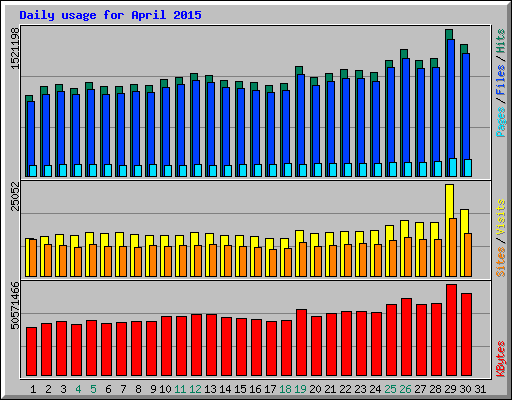 Daily usage for April 2015
1521198
Pages / Files / Hits
25052
Sites / Visits
50571466
KBytes
1 2 3 4 5 6 7 8 9 10 11 12 13 14 15 16 17 18 19 20 21 22 23 24 25 26 27 28 29 30 31